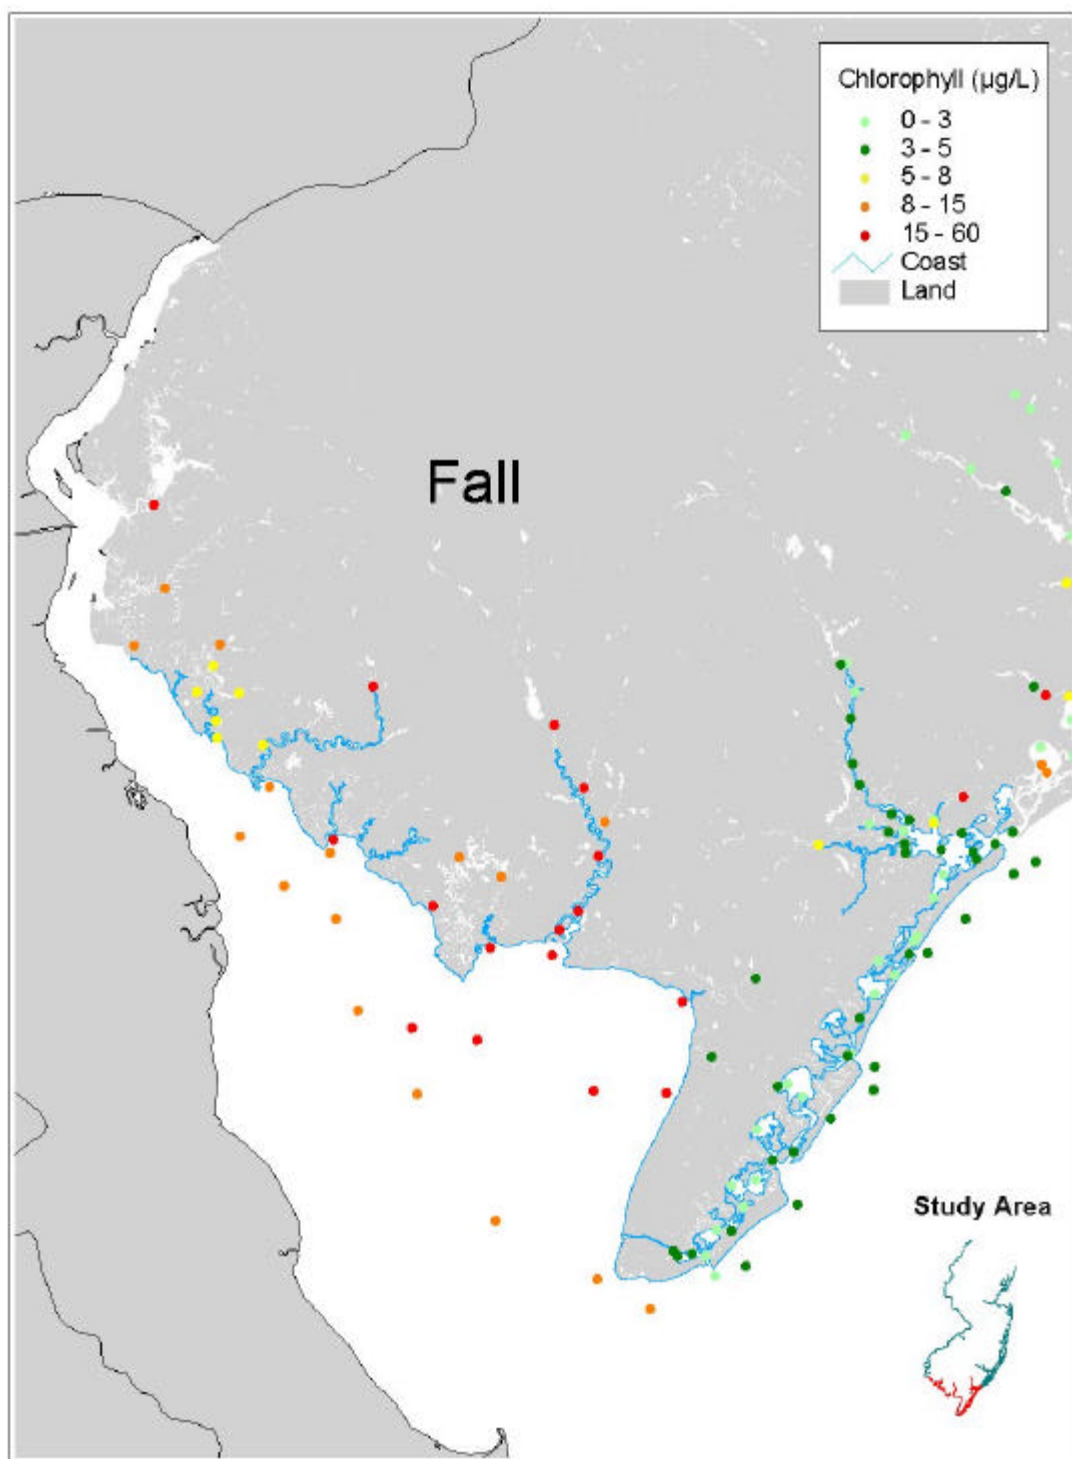 Chlorophyll (µg/L)
0 - 3
3 - 5
5 - 8
8 - 15
15 - 60
Coast
Land
Fall
Study Area